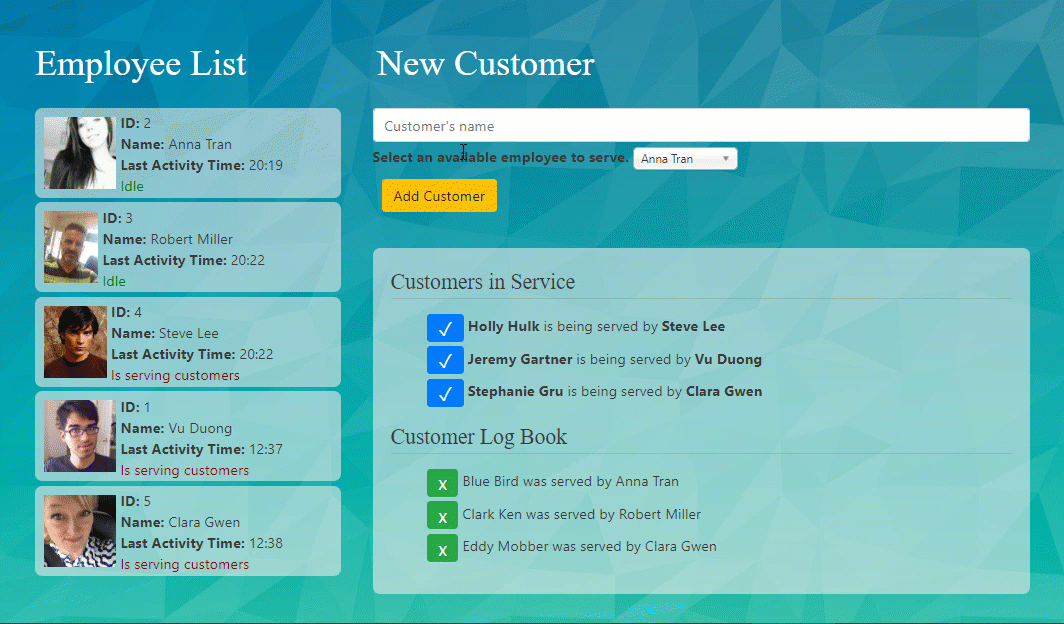 Employee List
ID: 2
Name: Anna Tran
Last Activity Time: 20:19
Idle
ID: 3
Name: Robert Miller
Last Activity Time: 20:22
Idle
ID: 4
Name: Steve Lee
Last Activity Time: 20:22
Is serving customers
ID: 1
Name: Vu Duong
Last Activity Time: 12:37
Is serving customers
ID: 5
Name: Clara Gwen
Last Activity Time: 12:38
Is serving customers
New Customer
Customer's name
Select an available employee to serve. Anna Tran
Add Customer
Customers in Service
✓ Holly Hulk is being served by Steve Lee
✓ Jeremy Gartner is being served by Vu Duong
✓ Stephanie Gru is being served by Clara Gwen
Customer Log Book
x Blue Bird was served by Anna Tran
x Clark Ken was served by Robert Miller
x Eddy Mobber was served by Clara Gwen